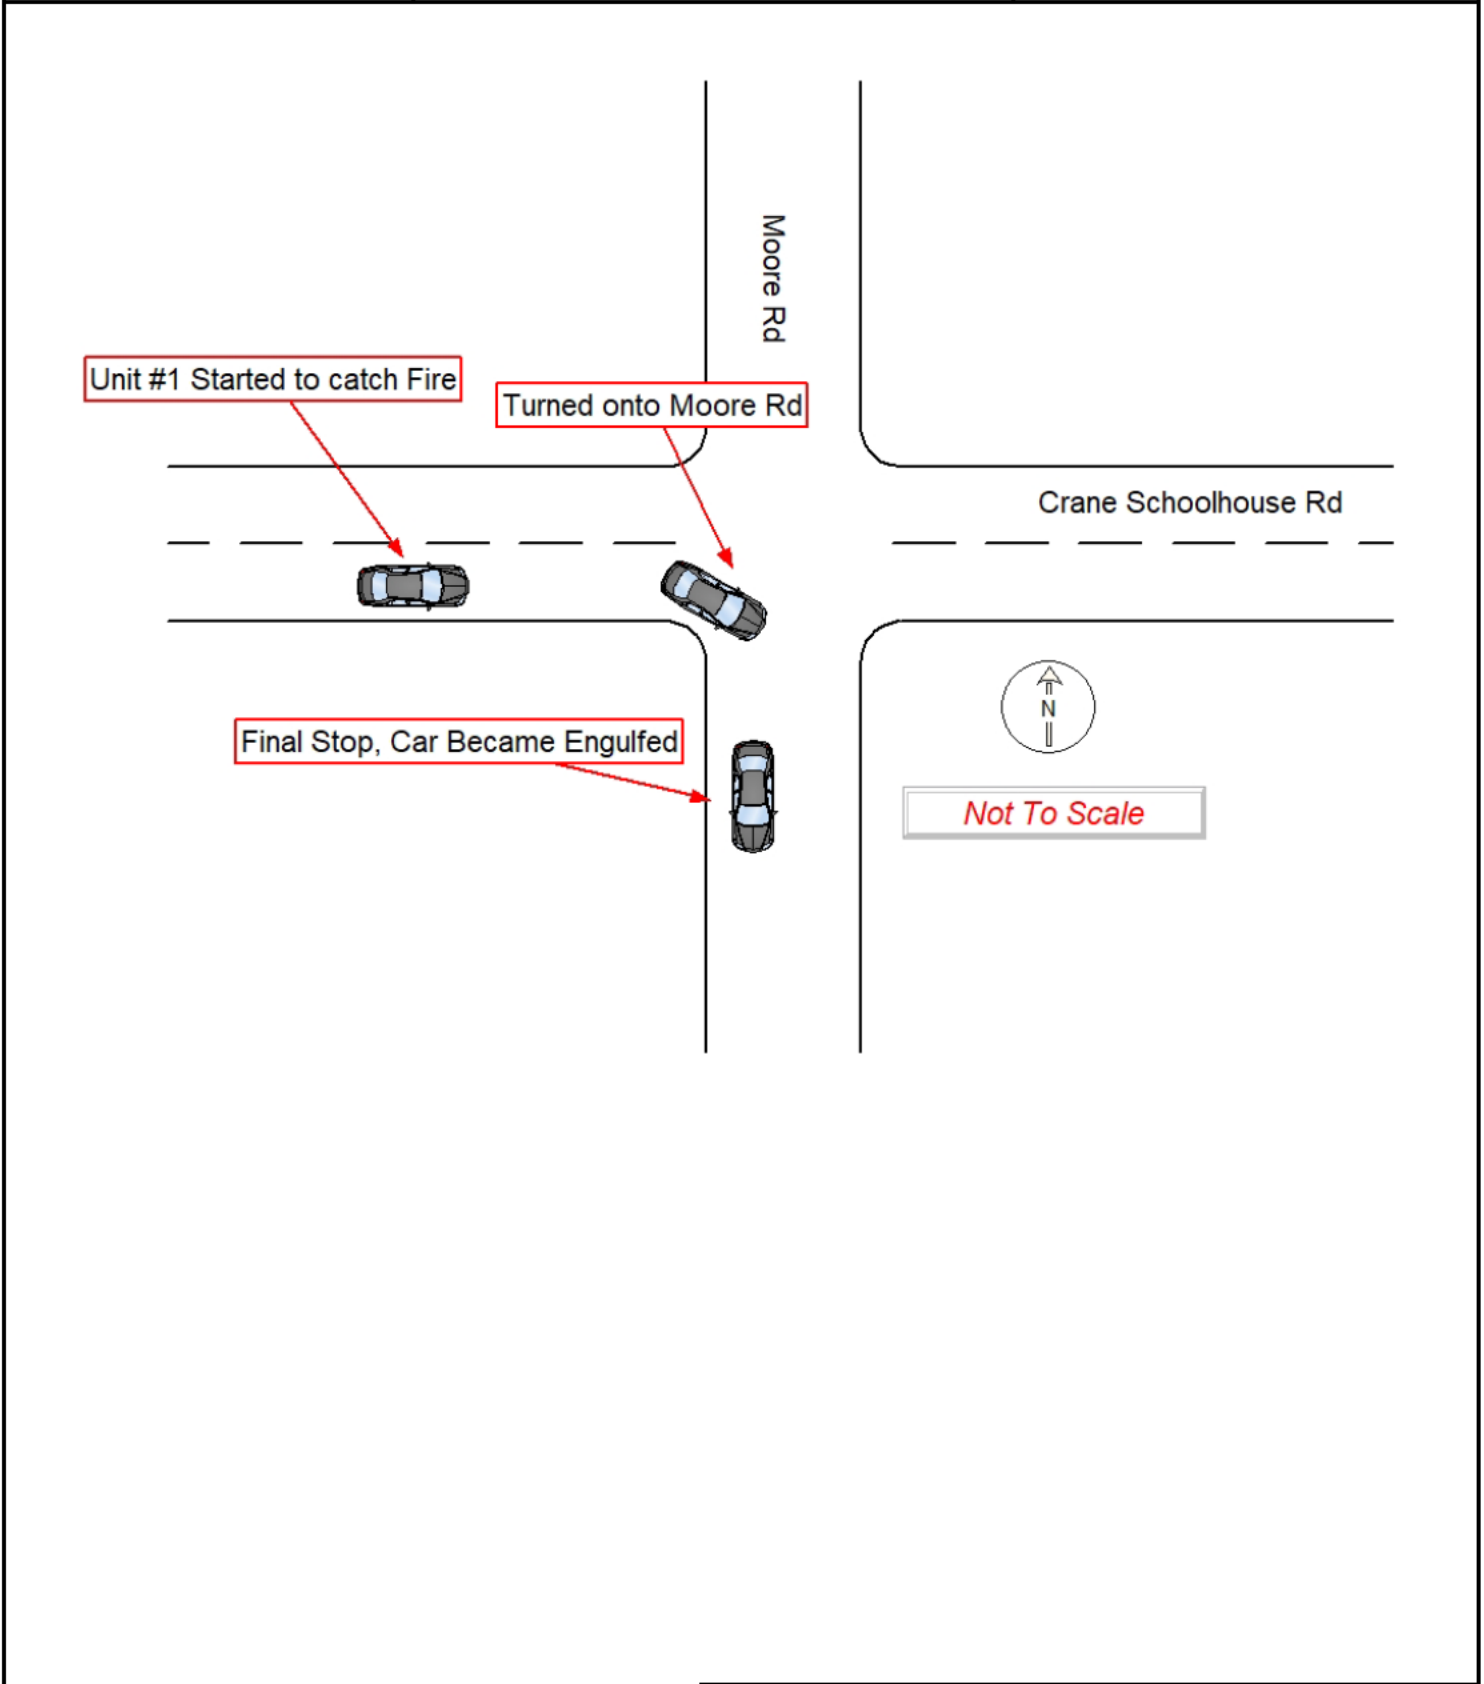 Moore Rd
Unit #1 Started to catch Fire
Turned onto Moore Rd
Crane Schoolhouse Rd
N
Final Stop, Car Became Engulfed
Not To Scale